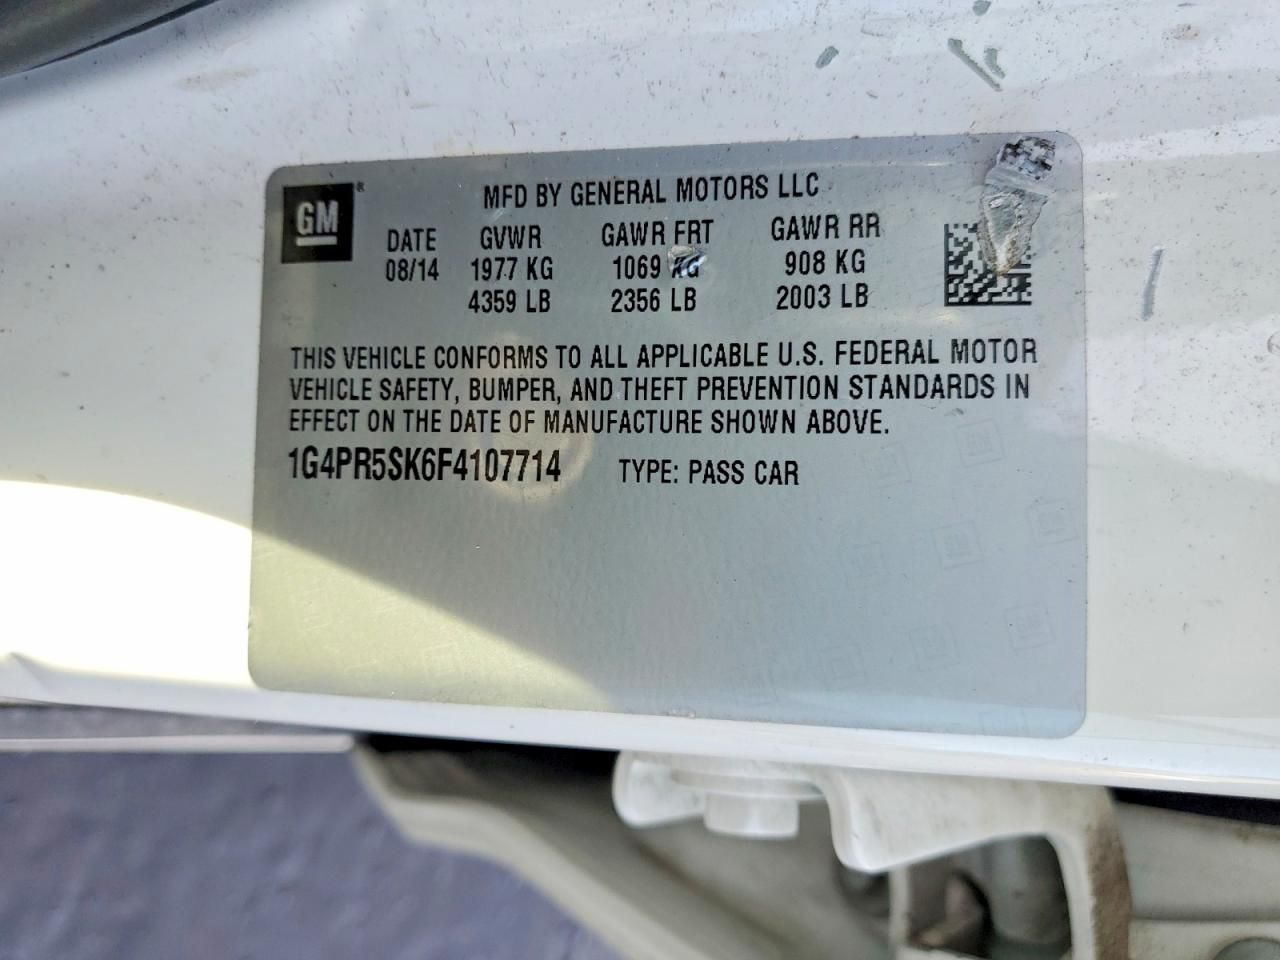 GM®
MFD BY GENERAL MOTORS LLC
DATE GVWR GAWR FRT GAWR RR
08/14 1977 KG 1069 KG 908 KG
4359 LB 2356 LB 2003 LB
THIS VEHICLE CONFORMS TO ALL APPLICABLE U.S. FEDERAL MOTOR
VEHICLE SAFETY, BUMPER, AND THEFT PREVENTION STANDARDS IN
EFFECT ON THE DATE OF MANUFACTURE SHOWN ABOVE.
1G4PR5SK6F4107714 TYPE: PASS CAR